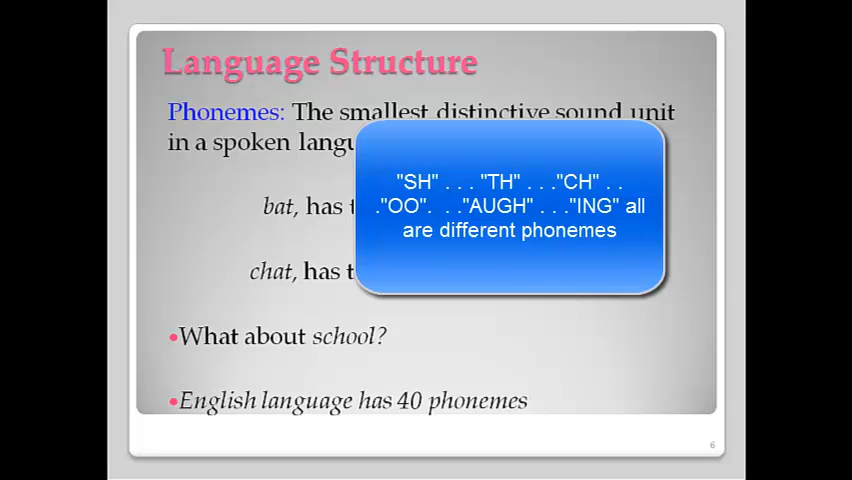 Language Structure
Phonemes: The smallest distinctive sound unit
in a spoken
bat, has
chat, has
"SH" . . . "TH" . . ."CH" . .
."OO". . ."AUGH" . . ."ING" all
are different phonemes
•What about school?
•English language has 40 phonemes
6